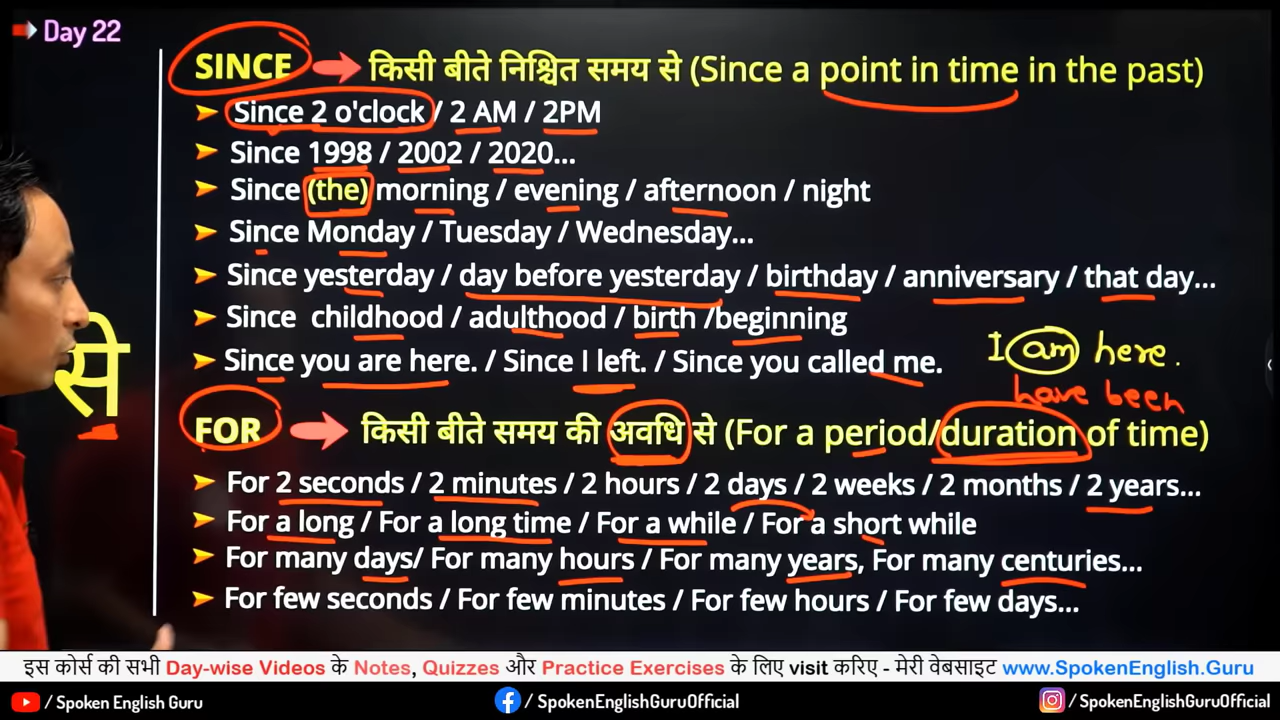 Day 22
SINCE → किसी बीते निश्चित समय से (Since a point in time in the past)
Since 2 o'clock / 2 AM / 2PM
Since 1998 / 2002 / 2020...
Since (the) morning / evening / afternoon / night
Since Monday / Tuesday / Wednesday...
Since yesterday / day before yesterday / birthday / anniversary / that day...
Since childhood / adulthood / birth /beginning
Since you are here. / Since I left. / Since you called me.
I am here.
have been
से
FOR → किसी बीते समय की अवधि से (For a period/duration of time)
For 2 seconds / 2 minutes / 2 hours / 2 days / 2 weeks / 2 months / 2 years...
For a long / For a long time / For a while / For a short while
For many days/ For many hours / For many years, For many centuries...
For few seconds / For few minutes / For few hours / For few days...
इस कोर्स की सभी Day-wise Videos के Notes, Quizzes और Practice Exercises के लिए visit करिए - मेरी वेबसाइट www.SpokenEnglish.Guru
/ Spoken English Guru
/ SpokenEnglishGuruOfficial
/SpokenEnglishGuruOfficial